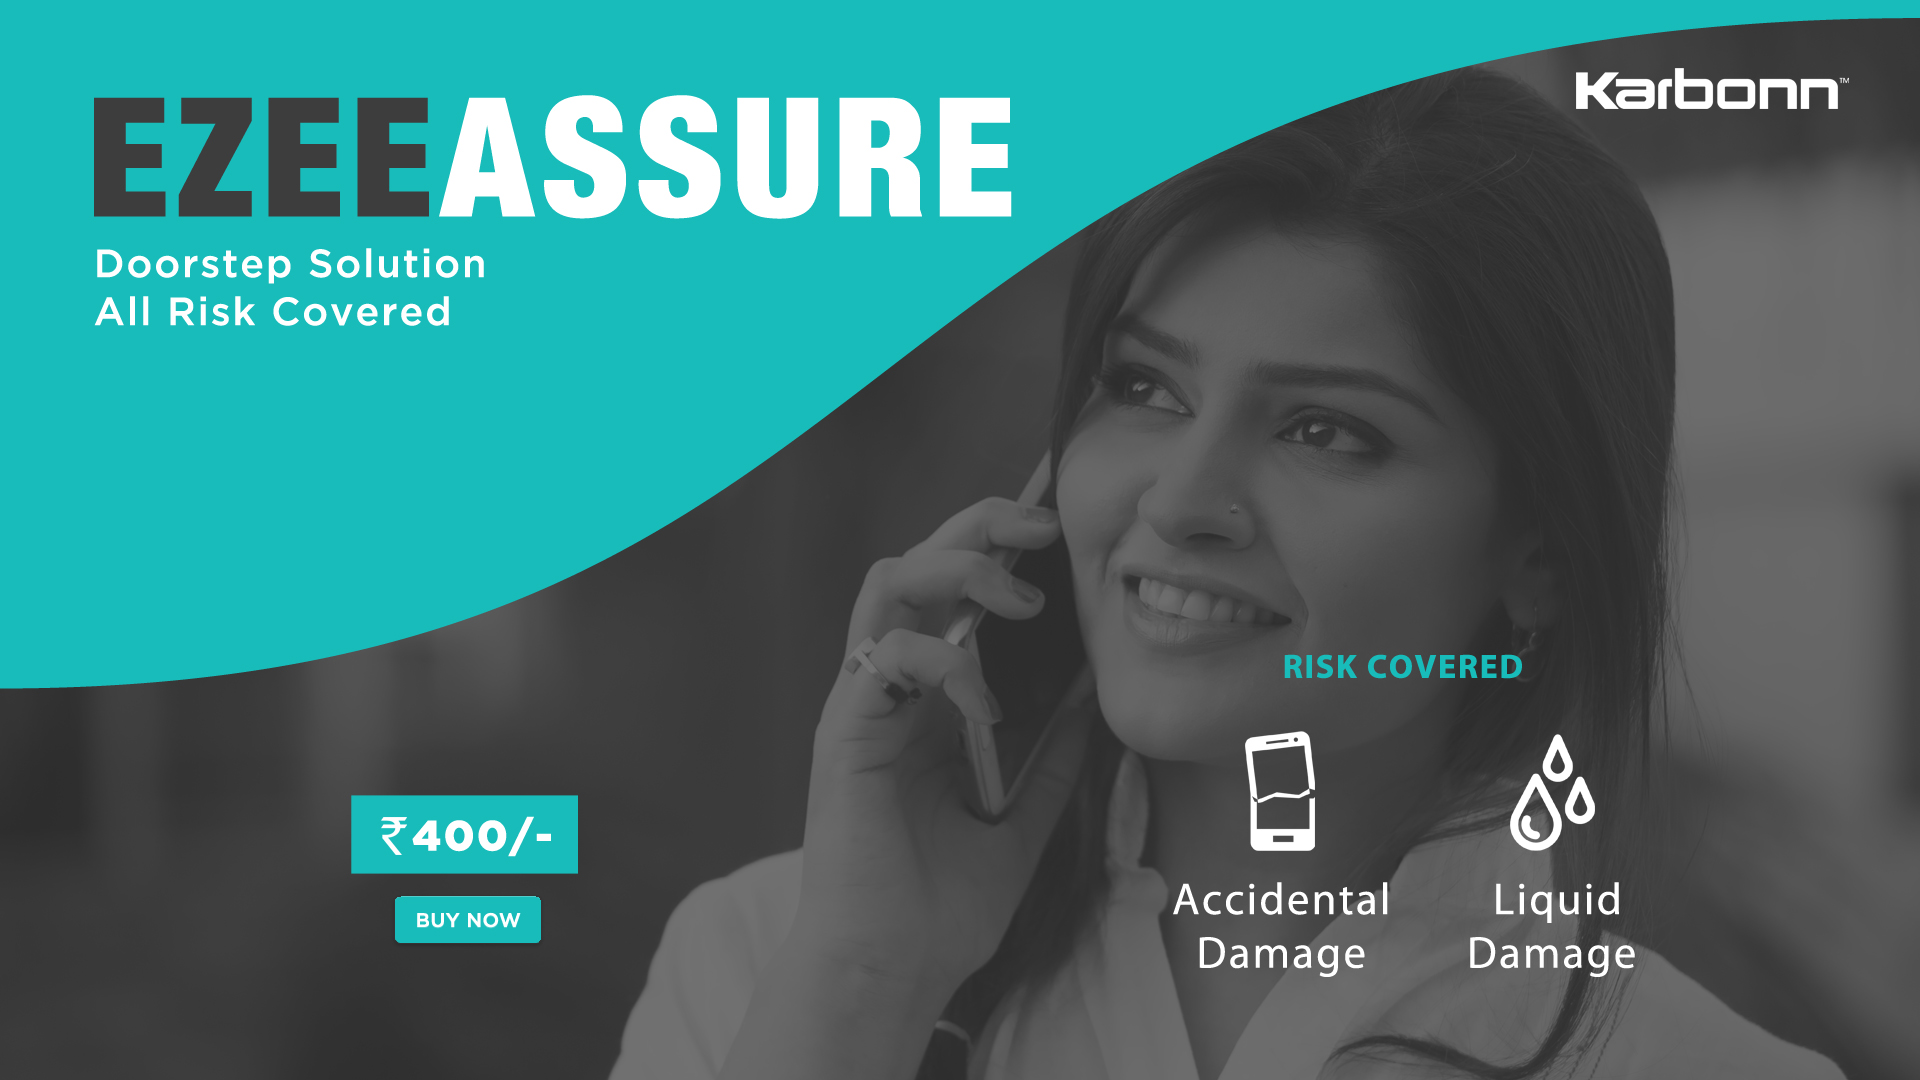 Karbonn™
EZEEASSURE
Doorstep Solution
All Risk Covered
RISK COVERED
Accidental
Damage
Liquid
Damage
₹400/-
BUY NOW